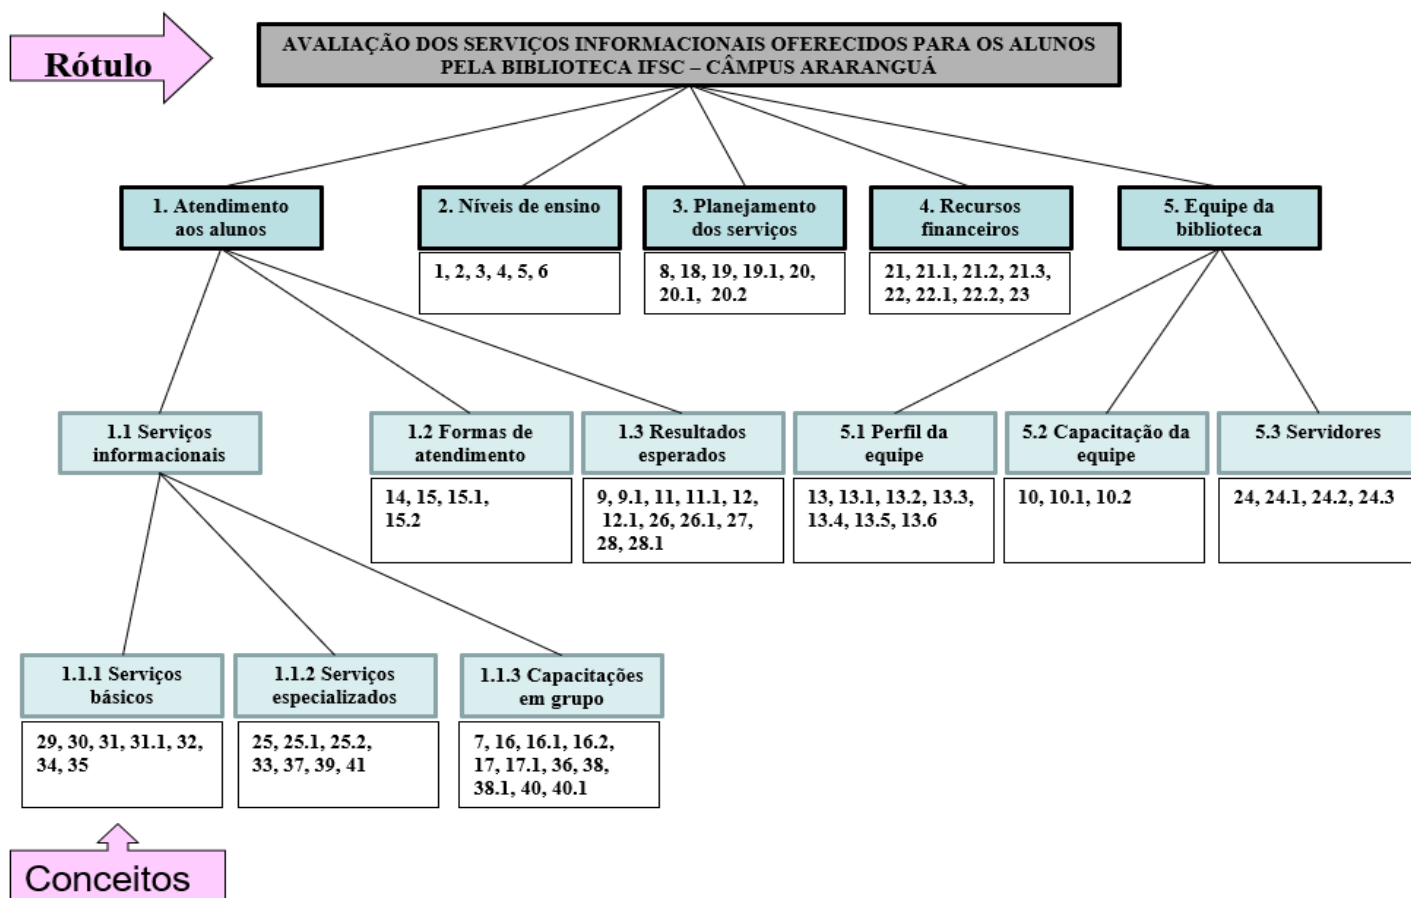 Rótulo
AVALIAÇÃO DOS SERVIÇOS INFORMACIONAIS OFERECIDOS PARA OS ALUNOS
PELA BIBLIOTECA IFSC – CÂMPUS ARARANGUÁ
1. Atendimento
aos alunos
2. Níveis de ensino
1, 2, 3, 4, 5, 6
3. Planejamento
dos serviços
8, 18, 19, 19.1, 20,
20.1, 20.2
4. Recursos
financeiros
21, 21.1, 21.2, 21.3,
22, 22.1, 22.2, 23
5. Equipe da
biblioteca
1.1 Serviços
informacionais
1.2 Formas de
atendimento
14, 15, 15.1,
15.2
1.3 Resultados
esperados
9, 9.1, 11, 11.1, 12,
12.1, 26, 26.1, 27,
28, 28.1
5.1 Perfil da
equipe
13, 13.1, 13.2, 13.3,
13.4, 13.5, 13.6
5.2 Capacitação da
equipe
10, 10.1, 10.2
5.3 Servidores
24, 24.1, 24.2, 24.3
1.1.1 Serviços
básicos
29, 30, 31, 31.1, 32,
34, 35
1.1.2 Serviços
especializados
25, 25.1, 25.2,
33, 37, 39, 41
1.1.3 Capacitações
em grupo
7, 16, 16.1, 16.2,
17, 17.1, 36, 38,
38.1, 40, 40.1
Conceitos